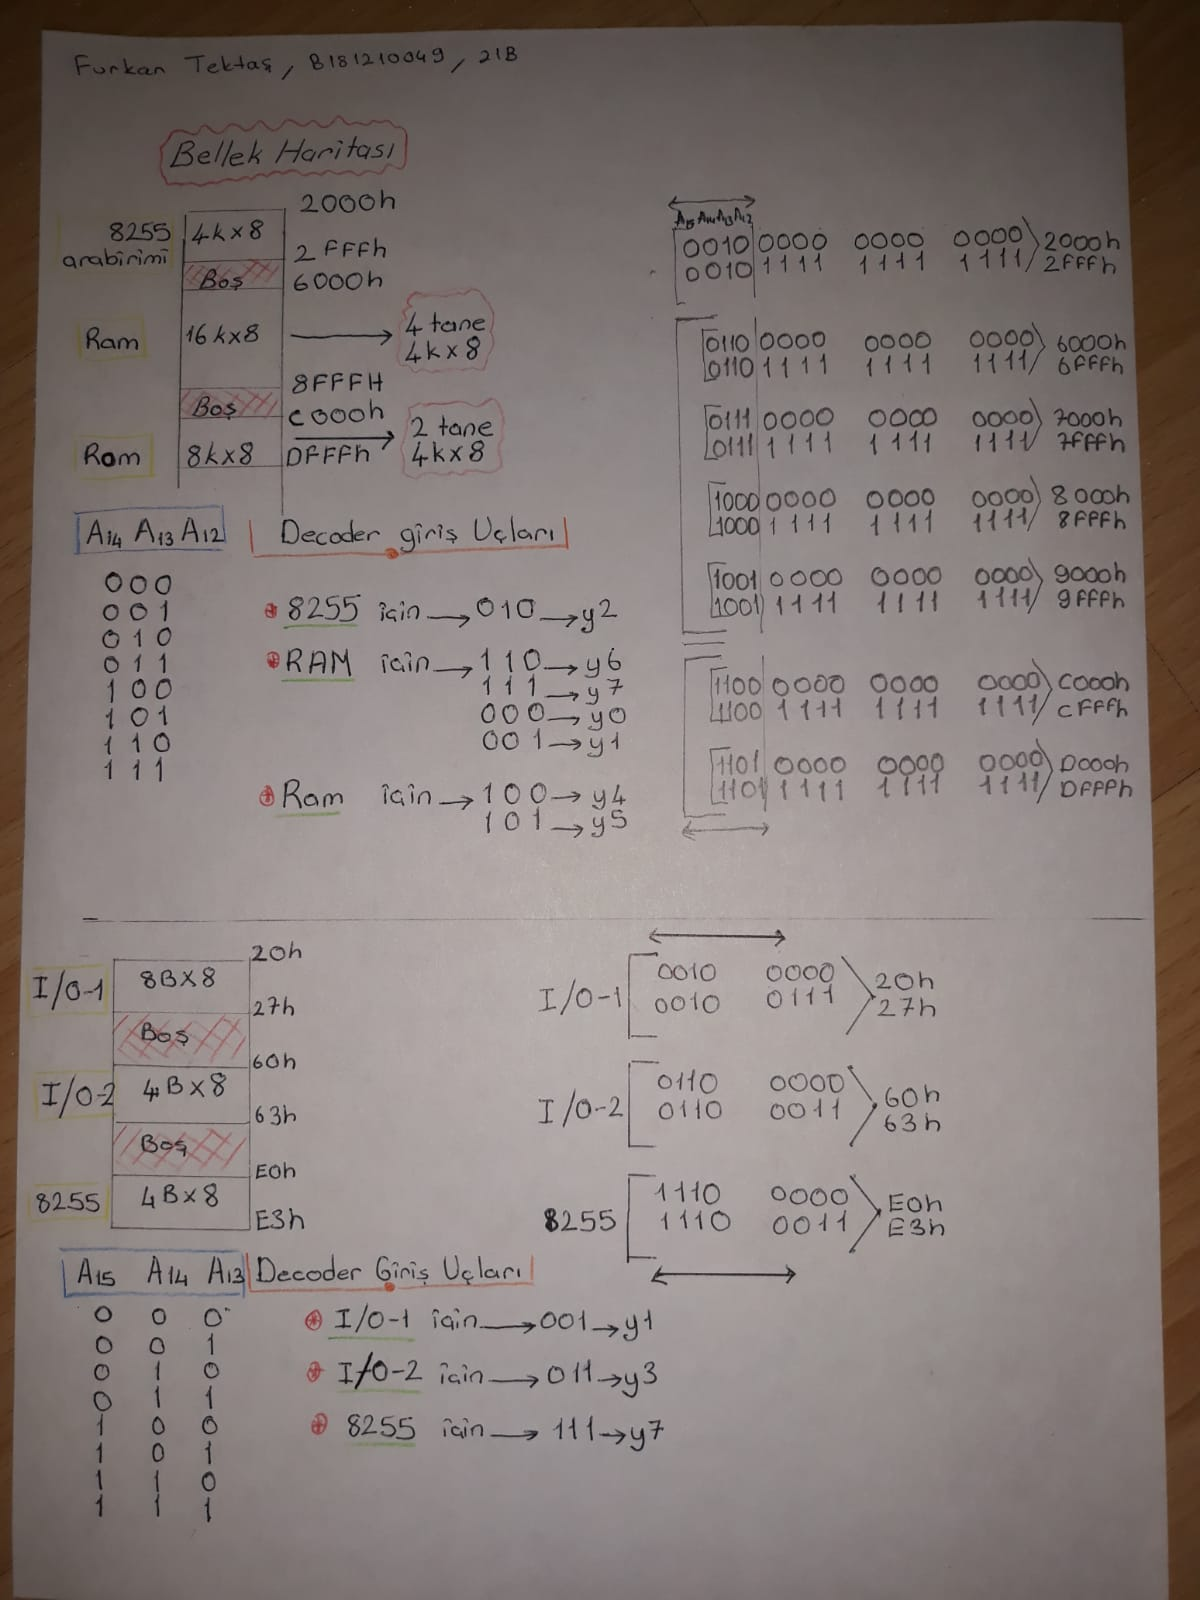 Furkan Tektaş, B181210049, 21B
Bellek Haritası
2000h
8255 arabirimi
4k×8
2FFFh
Boş
6000h
Ram
16k×8
4 tane
4k×8
8FFFH
Boş
C000h
2 tane
4k×8
Rom
8k×8
DFFFh
A14 A13 A12
Decoder giriş Uçları
000
001
010
011
100
101
110
111
* 8255 için → 010 → y2
* RAM için → 110 → y6
111 → y7
000 → y0
001 → y1
* Ram için → 100 → y4
101 → y5
A15 A14 A13 A12
0010 0000 0000 0000 2000h
0010 1111 1111 1111 2FFFh
0110 0000 0000 0000 6000h
0110 1111 1111 1111 6FFFh
0111 0000 0000 0000 7000h
0111 1111 1111 1111 7FFFh
1000 0000 0000 0000 8000h
1000 1111 1111 1111 8FFFh
1001 0000 0000 0000 9000h
1001 1111 1111 1111 9FFFh
1100 0000 0000 0000 C000h
1100 1111 1111 1111 CFFFh
1101 0000 0000 0000 D000h
1101 1111 1111 1111 DFFFh
20h
I/O-1
8B×8
27h
Boş
60h
I/O-2
4B×8
63h
Boş
E0h
8255
4B×8
E3h
I/O-1
0010 0000 20h
0010 0111 27h
I/O-2
0110 0000 60h
0110 0011 63h
8255
1110 0000 E0h
1110 0011 E3h
A15 A14 A13
Decoder Giriş Uçları
0 0 0
0 0 1
0 1 0
0 1 1
1 0 0
1 0 1
1 1 0
1 1 1
* I/O-1 için → 001 → y1
* I/O-2 için → 011 → y3
* 8255 için → 111 → y7